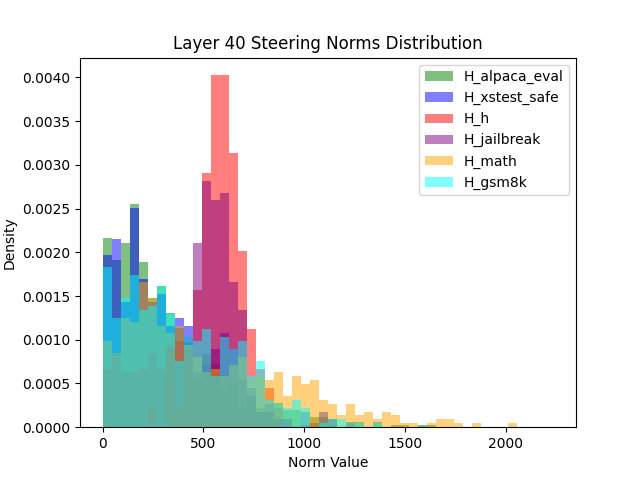 Layer 40 Steering Norms Distribution
Density
0.0040
0.0035
0.0030
0.0025
0.0020
0.0015
0.0010
0.0005
0.0000
H_alpaca_eval
H_xstest_safe
H_h
H_jailbreak
H_math
H_gsm8k
0
500
1000
1500
2000
Norm Value